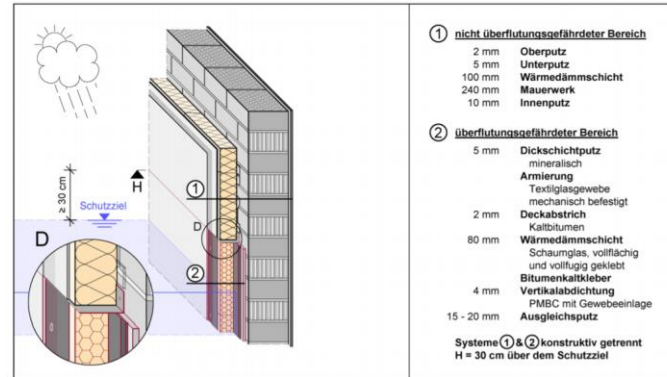 ≥ 30 cm
H
Schutzziel
D
1
D
2
1 nicht überflutungsgefährdeter Bereich
2 mm Oberputz
5 mm Unterputz
100 mm Wärmedämmschicht
240 mm Mauerwerk
10 mm Innenputz
2 überflutungsgefährdeter Bereich
5 mm Dickschichtputz
mineralisch
Armierung
Textilglasgewebe
mechanisch befestigt
2 mm Deckabstrich
Kaltbitumen
80 mm Wärmedämmschicht
Schaumglas, vollflächig
und vollfugig geklebt
Bitumenkaltkleber
4 mm Vertikalabdichtung
PMBC mit Gewebeeinlage
15 - 20 mm Ausgleichsputz
Systeme 1 & 2 konstruktiv getrennt
H = 30 cm über dem Schutzziel